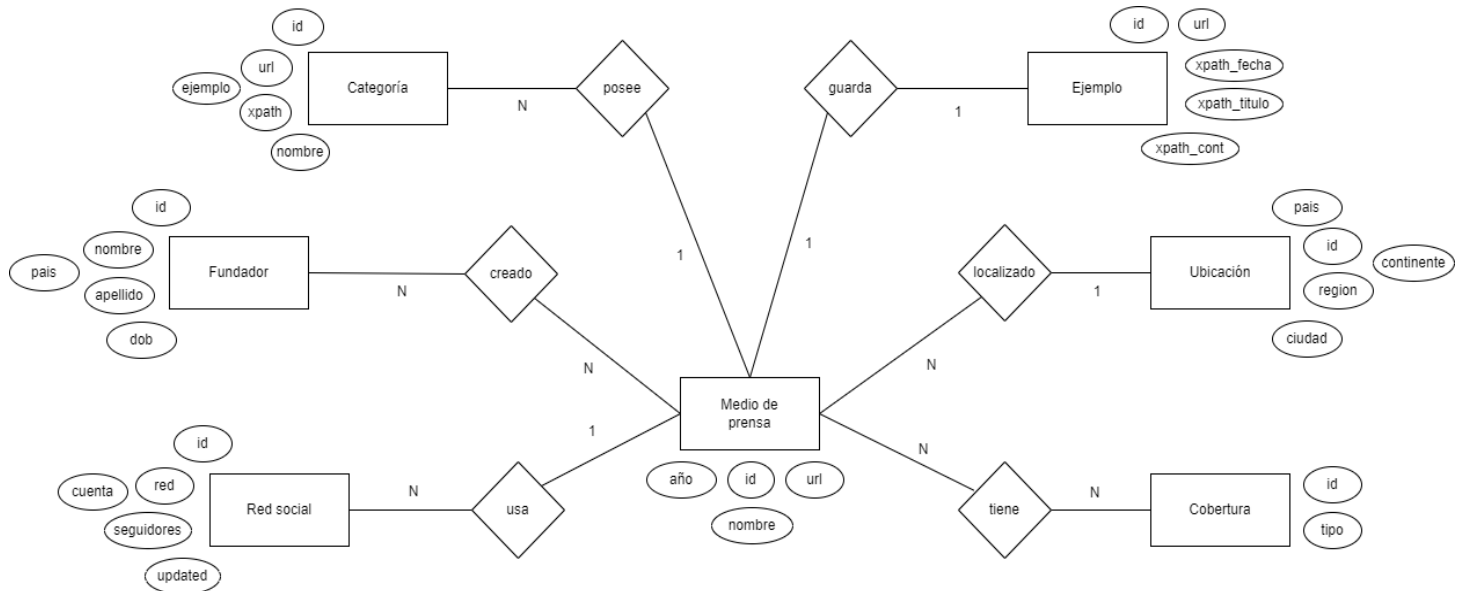 id
url
ejemplo
xpath
nombre
Categoría
N
posee
1
guarda
1
1
Ejemplo
id
url
xpath_fecha
xpath_titulo
xpath_cont
id
nombre
pais
apellido
dob
Fundador
N
creado
N
localizado
1
N
Ubicación
pais
id
continente
region
ciudad
Medio de
prensa
año
id
url
nombre
id
red
cuenta
seguidores
updated
Red social
N
usa
1
N
tiene
N
Cobertura
id
tipo